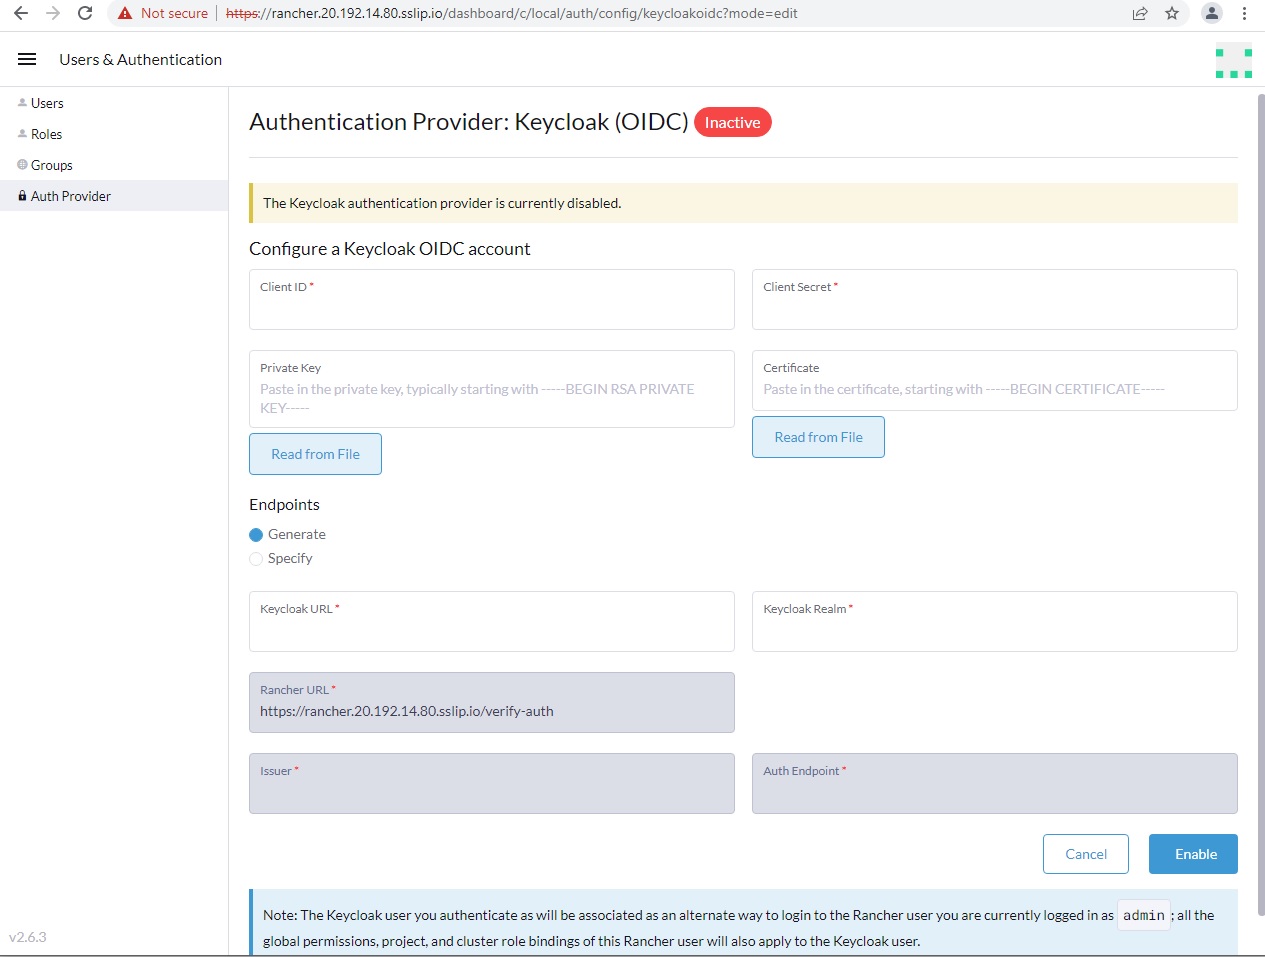 Not secure https://rancher.20.192.14.80.sslip.io/dashboard/c/local/auth/config/keycloakoidc?mode=edit
Users & Authentication
Users
Roles
Groups
Auth Provider
v2.6.3
Authentication Provider: Keycloak (OIDC) Inactive
The Keycloak authentication provider is currently disabled.
Configure a Keycloak OIDC account
Client ID *
Client Secret *
Private Key
Paste in the private key, typically starting with -----BEGIN RSA PRIVATE
KEY-----
Read from File
Certificate
Paste in the certificate, starting with -----BEGIN CERTIFICATE-----
Read from File
Endpoints
Generate
Specify
Keycloak URL *
Keycloak Realm *
Rancher URL *
https://rancher.20.192.14.80.sslip.io/verify-auth
Issuer *
Auth Endpoint *
Cancel
Enable
Note: The Keycloak user you authenticate as will be associated as an alternate way to login to the Rancher user you are currently logged in as admin ; all the
global permissions, project, and cluster role bindings of this Rancher user will also apply to the Keycloak user.